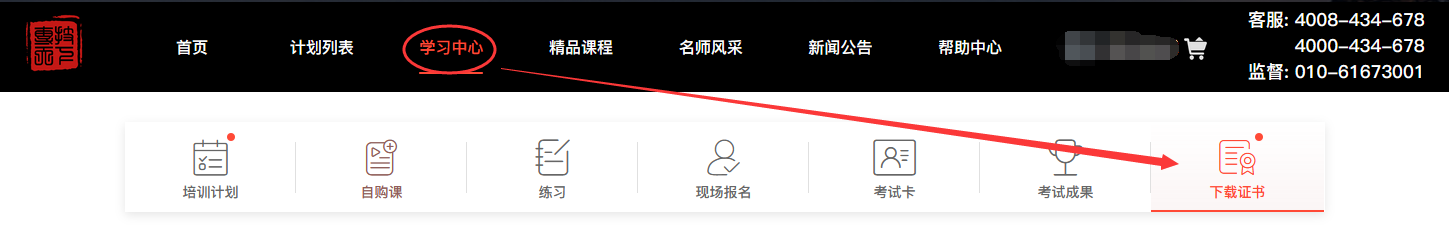 首页
计划列表
学习中心
精品课程
名师风采
新闻公告
帮助中心
客服: 4008-434-678
4000-434-678
监督: 010-61673001
培训计划
自购课
练习
现场报名
考试卡
考试成果
下载证书